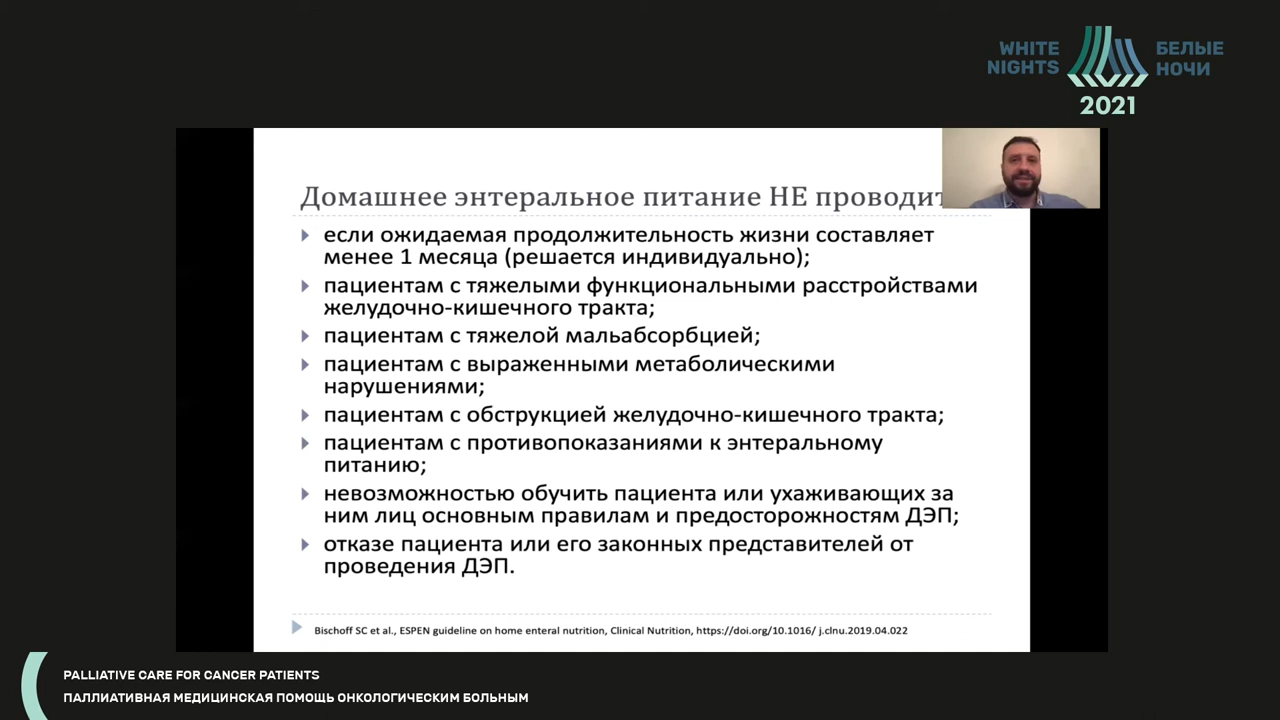 WHITE NIGHTS
БЕЛЫЕ НОЧИ
2021
Домашнее энтеральное питание НЕ
если ожидаемая продолжительность жизни составляет
менее 1 месяца (решается индивидуально);
пациентам с тяжелыми функциональными расстройствами
желудочно-кишечного тракта;
пациентам с тяжелой мальабсорбцией;
пациентам с выраженными метаболическими
нарушениями;
пациентам с обструкцией желудочно-кишечного тракта;
пациентам с противопоказаниями к энтеральному
питанию;
невозможностью обучить пациента или ухаживающих за
ним лиц основным правилам и предосторожностям ДЭП;
отказе пациента или его законных представителей от
проведения ДЭП.
Bischoff SC et al., ESPEN guideline on home enteral nutrition, Clinical Nutrition, https://doi.org/10.1016/ j.clnu.2019.04.022
PALLIATIVE CARE FOR CANCER PATIENTS
ПАЛЛИАТИВНАЯ МЕДИЦИНСКАЯ ПОМОЩЬ ОНКОЛОГИЧЕСКИМ БОЛЬНЫМ